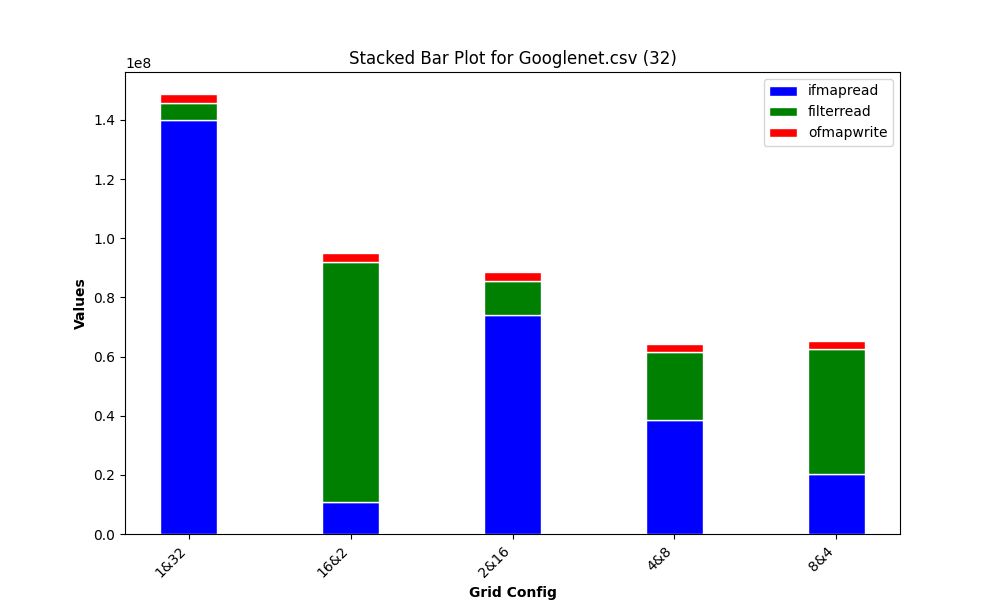 Stacked Bar Plot for Googlenet.csv (32)
1e8
ifmapread
filterread
ofmapwrite
1.4
1.2
1.0
0.8
0.6
0.4
0.2
0.0
Values
1&32
16&2
2&16
4&8
8&4
Grid Config